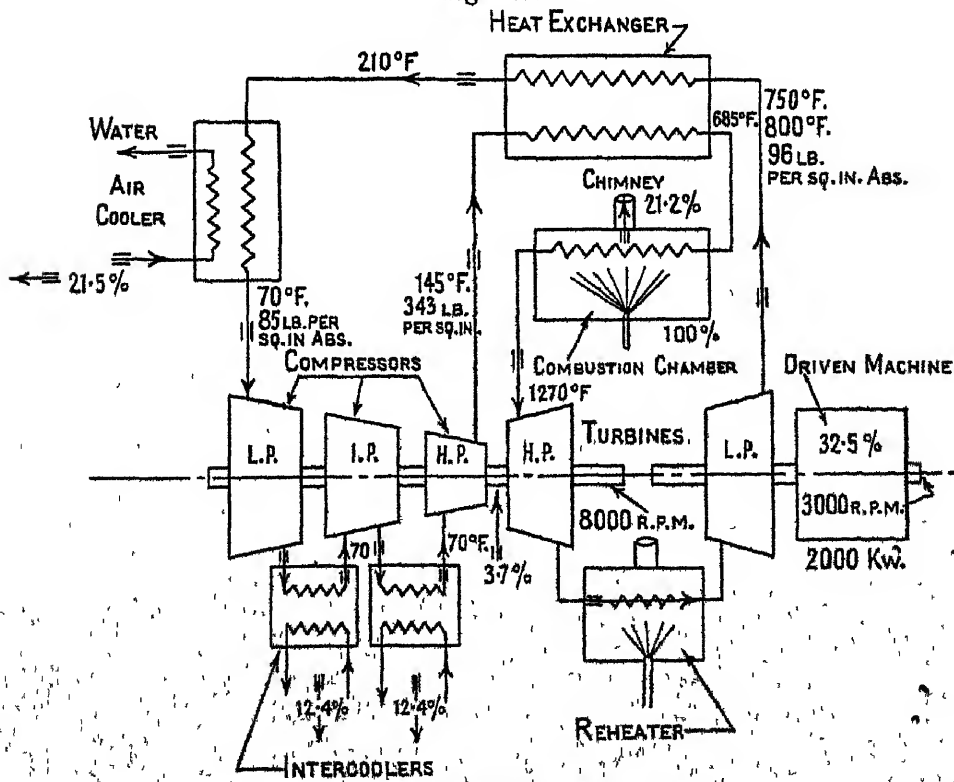 HEAT EXCHANGER
210°F
750°F.
800°F.
96 LB.
PER SQ.IN. ABS.
685°F.
WATER
AIR
COOLER
21·5%
CHIMNEY
21·2%
70°F.
85 LB.PER
SQ.IN ABS.
145°F.
343 LB.
PER SQ.IN.
100%
COMBUSTION CHAMBER
1270°F
COMPRESSORS
DRIVEN MACHINE
L.P.
I.P.
H.P.
H.P.
TURBINES.
L.P.
32·5%
8000 R.P.M.
3000 R.P.M.
2000 KW.
70
70°F.
3.7%
12·4%
12·4%
REHEATER
INTERCOOLERS